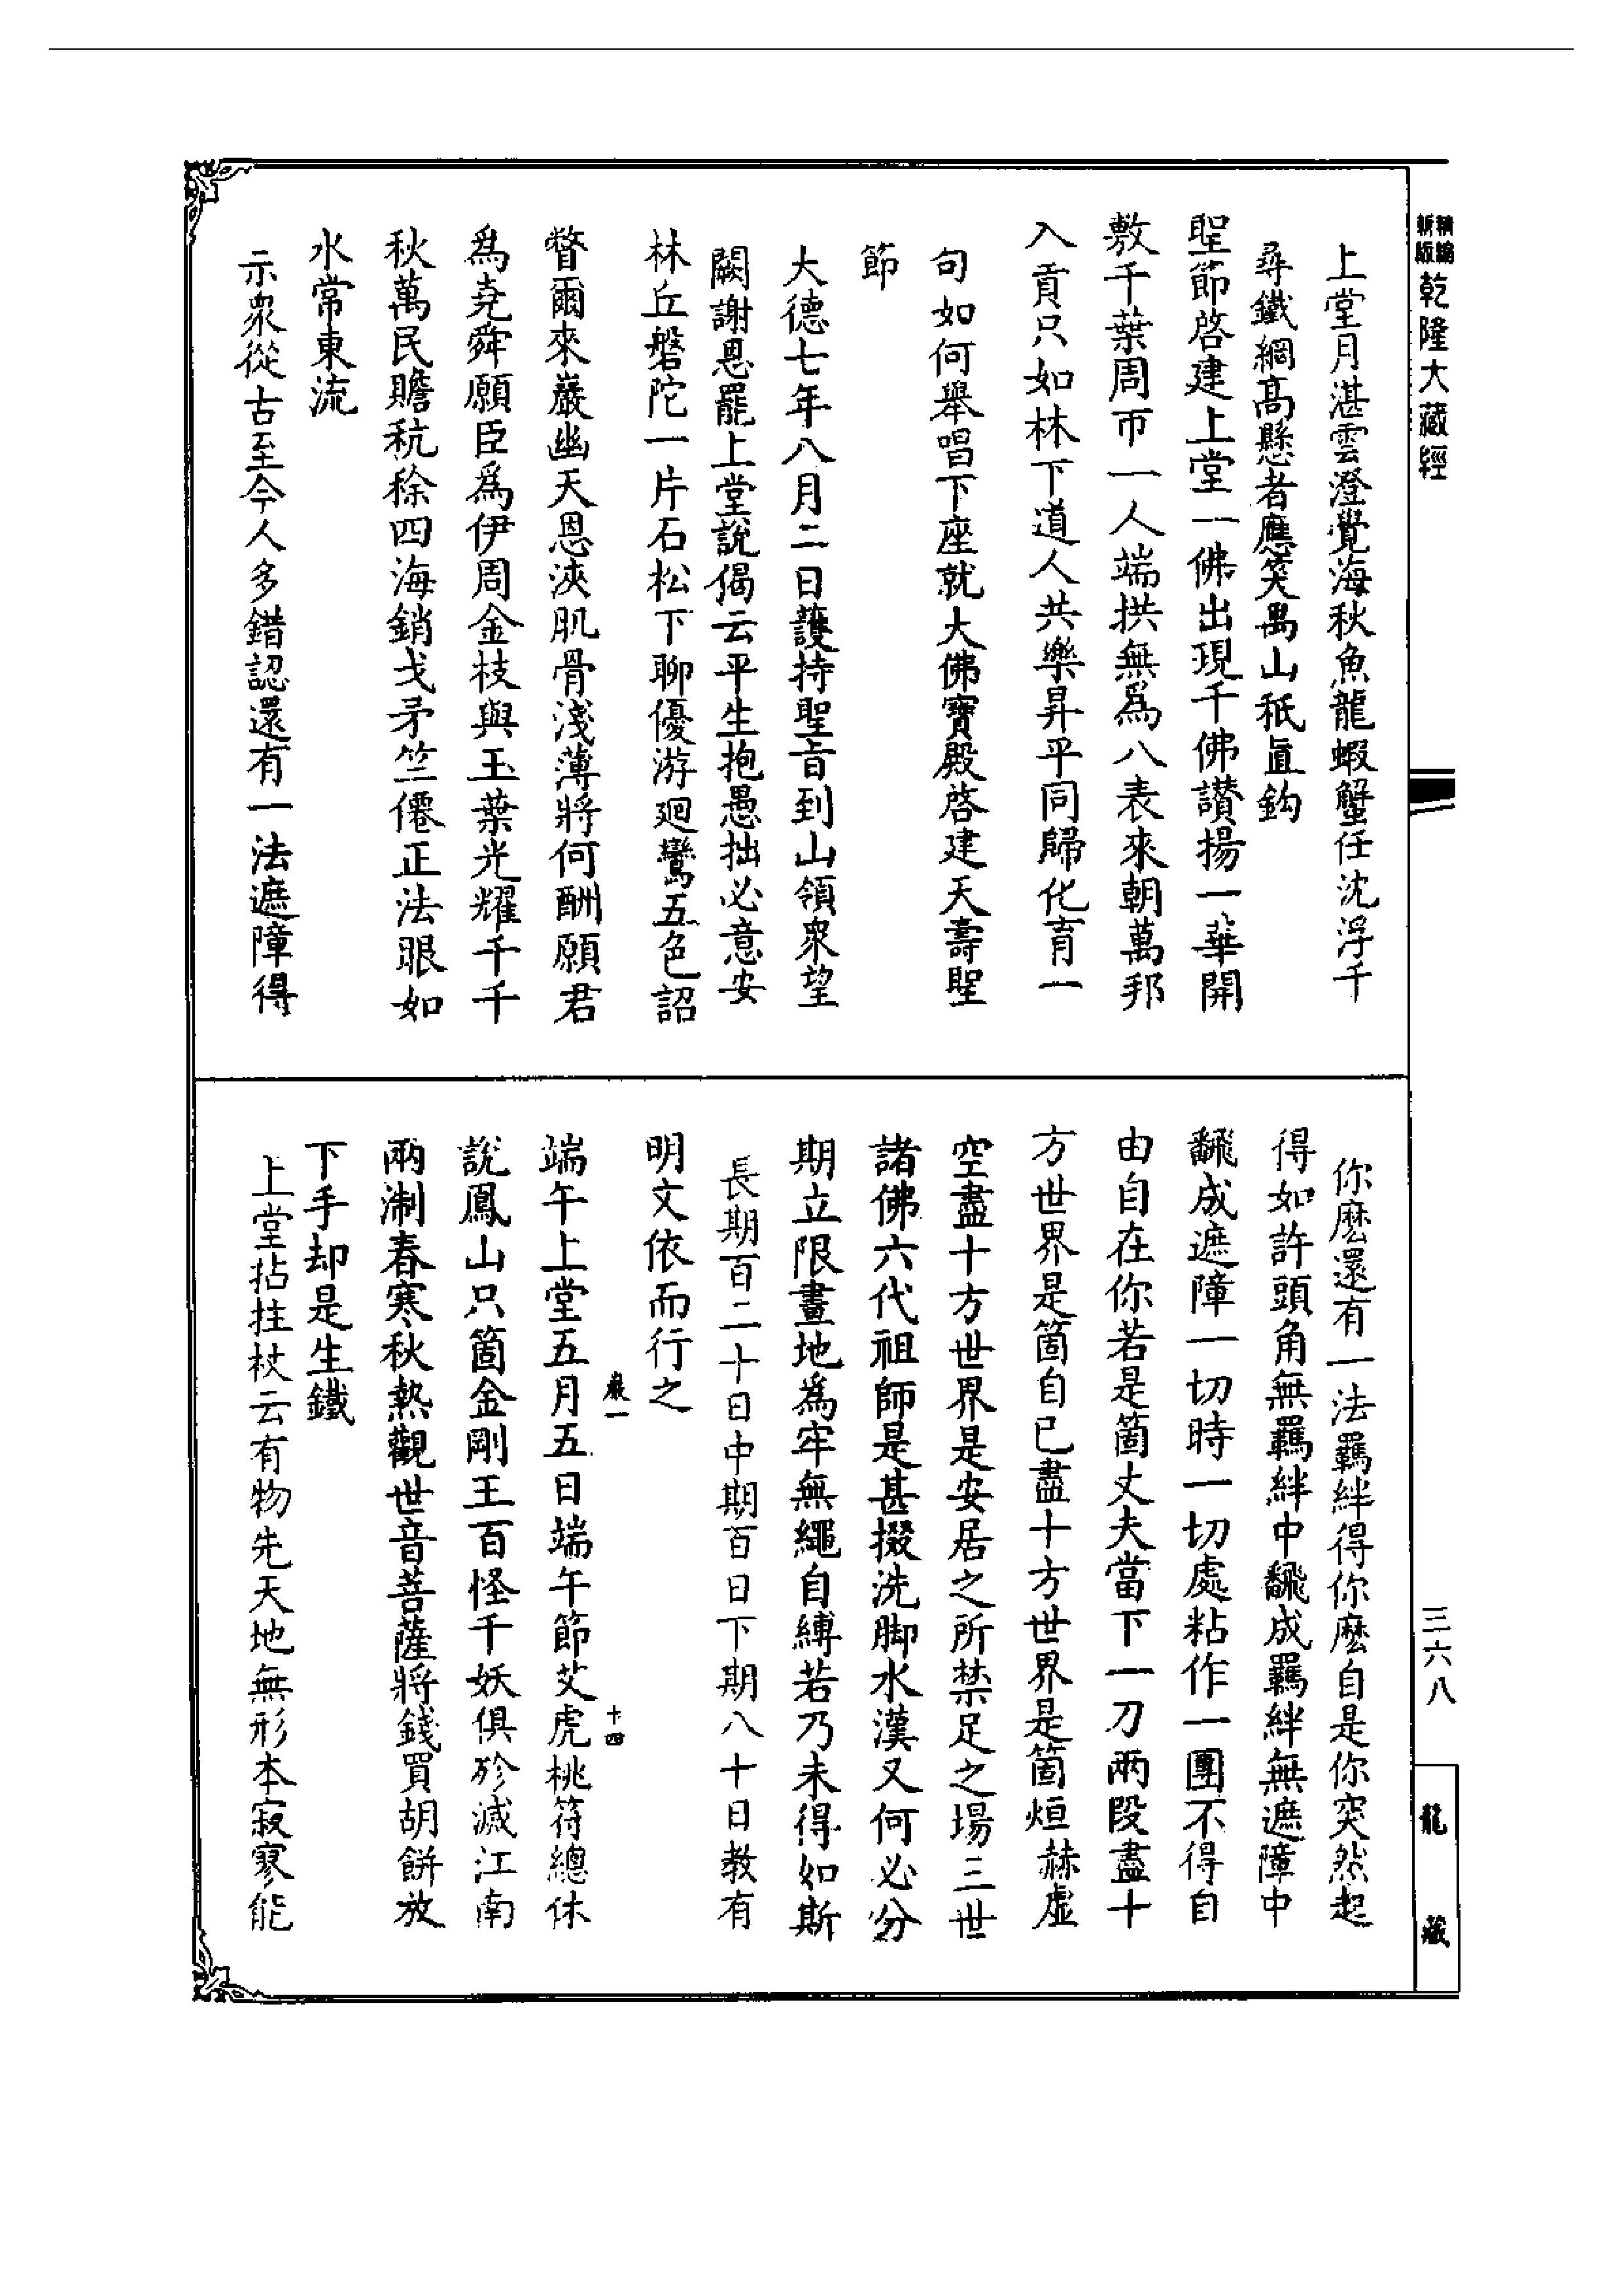 新版
精編
乾隆大藏經
上堂月湛雲澄覺海秋魚龍蝦蟹任沈浮千
尋鐵網高懸者應笑禺山秖直鈎
聖節啓建上堂一佛出現千佛讃揚一華開
敷千葉周帀一人端拱無爲八表來朝萬邦
入貢只如林下道人共樂昇平同歸化育一
句如何舉唱下座就大佛寶殿啓建天壽聖
節
大德七年八月二日護持聖旨到山領衆望
闕謝恩罷上堂說偈云平生抱愚拙必意安
林丘磐陀一片石松下聊優游迴鸞五色詔
瞥爾來巖幽天恩浹肌骨淺薄將何酬願君
爲堯舜願臣爲伊周金枝與玉葉光耀千千
秋萬民贍秔稌四海銷戈矛竺僊正法眼如
水常東流
示衆從古至今人多錯認還有一法遮障得
你麽還有一法羈絆得你麽自是你突然起
得如許頭角無羈絆中飜成羈絆無遮障中
飜成遮障一切時一切處粘作一團不得自
由自在你若是箇丈夫當下一刀兩段盡十
方世界是箇自己盡十方世界是箇烜赫虛
空盡十方世界是安居之所禁足之場三世
諸佛六代祖師是甚掇洗脚水漢又何必分
期立限畫地爲牢無繩自縛若乃未得如斯
長期百二十日中期百日下期八十日教有
明文依而行之
巖一
十四
端午上堂五月五日端午節艾虎桃符總休
說鳳山只箇金剛王百怪千妖俱殄滅江南
兩淛春寒秋熱觀世音菩薩將錢買胡餅放
下手却是生鐵
上堂拈拄杖云有物先天地無形本寂寥能
三六八
龍藏